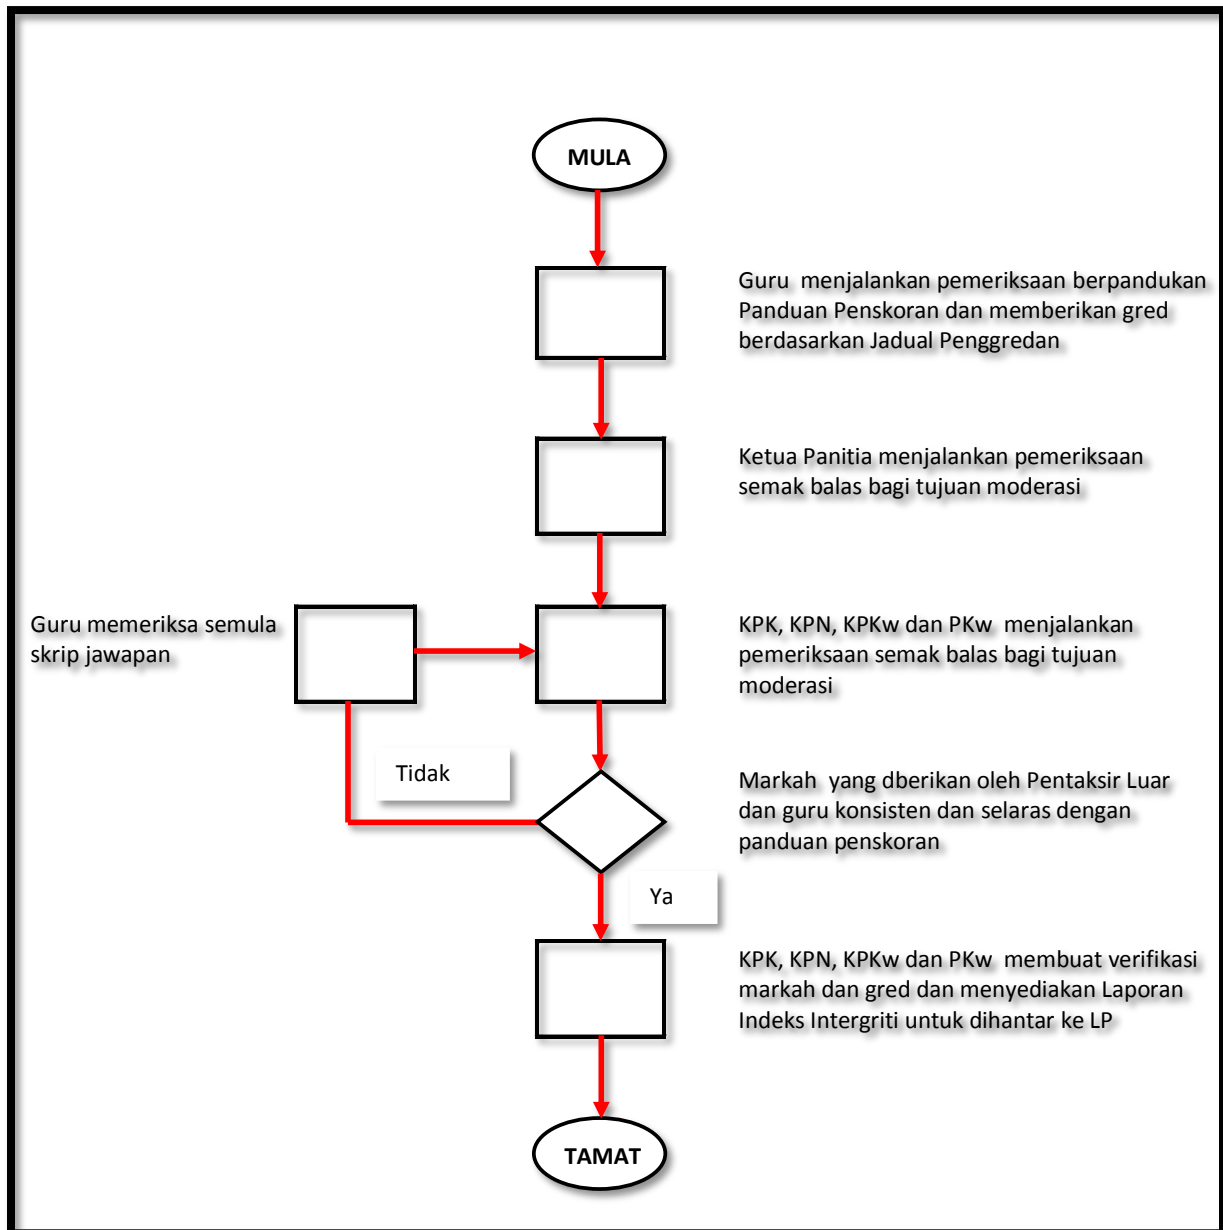 MULA
Guru menjalankan pemeriksaan berpandukan
Panduan Penskoran dan memberikan gred
berdasarkan Jadual Penggredan
Ketua Panitia menjalankan pemeriksaan
semak balas bagi tujuan moderasi
Guru memeriksa semula
skrip jawapan
KPK, KPN, KPKw dan PKw menjalankan
pemeriksaan semak balas bagi tujuan
moderasi
Tidak
Markah yang dberikan oleh Pentaksir Luar
dan guru konsisten dan selaras dengan
panduan penskoran
Ya
KPK, KPN, KPKw dan PKw membuat verifikasi
markah dan gred dan menyediakan Laporan
Indeks Intergriti untuk dihantar ke LP
TAMAT